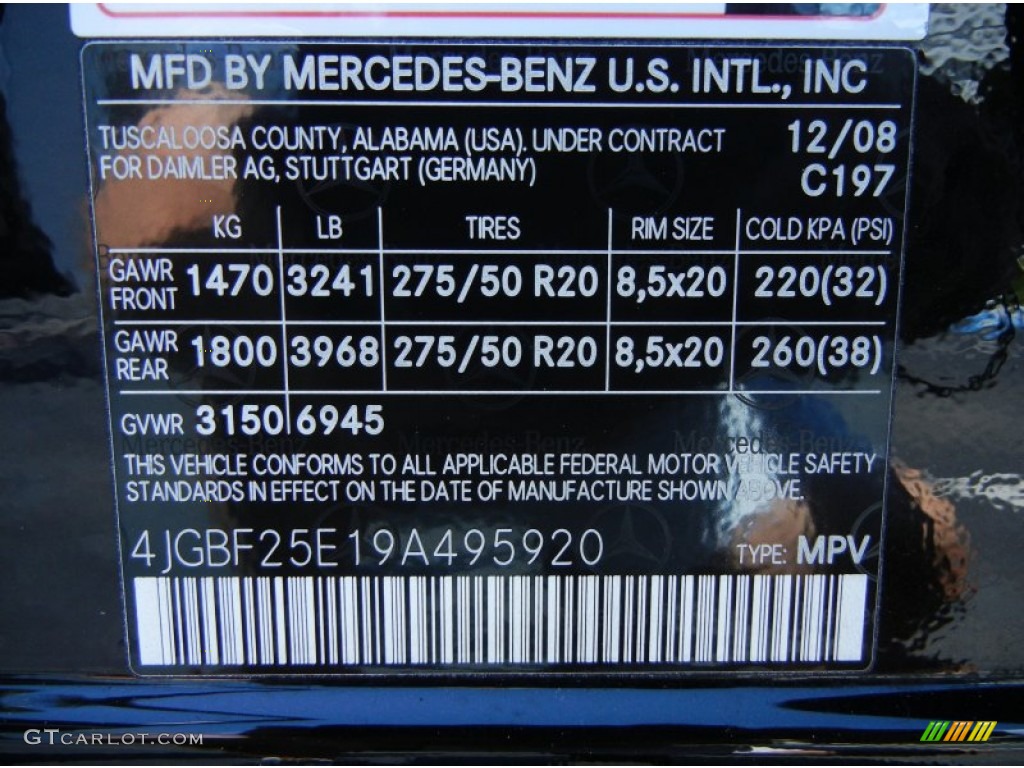 MFD BY MERCEDES-BENZ U.S. INTL., INC
TUSCALOOSA COUNTY, ALABAMA (USA). UNDER CONTRACT 12/08
FOR DAIMLER AG, STUTTGART (GERMANY) C197
KG LB TIRES RIM SIZE COLD KPA (PSI)
GAWR FRONT 1470 3241 275/50 R20 8,5x20 220(32)
GAWR REAR 1800 3968 275/50 R20 8,5x20 260(38)
GVWR 3150 6945
THIS VEHICLE CONFORMS TO ALL APPLICABLE FEDERAL MOTOR VEHICLE SAFETY
STANDARDS IN EFFECT ON THE DATE OF MANUFACTURE SHOWN ABOVE.
4JGBF25E19A495920 TYPE: MPV
GTCARLOT.COM